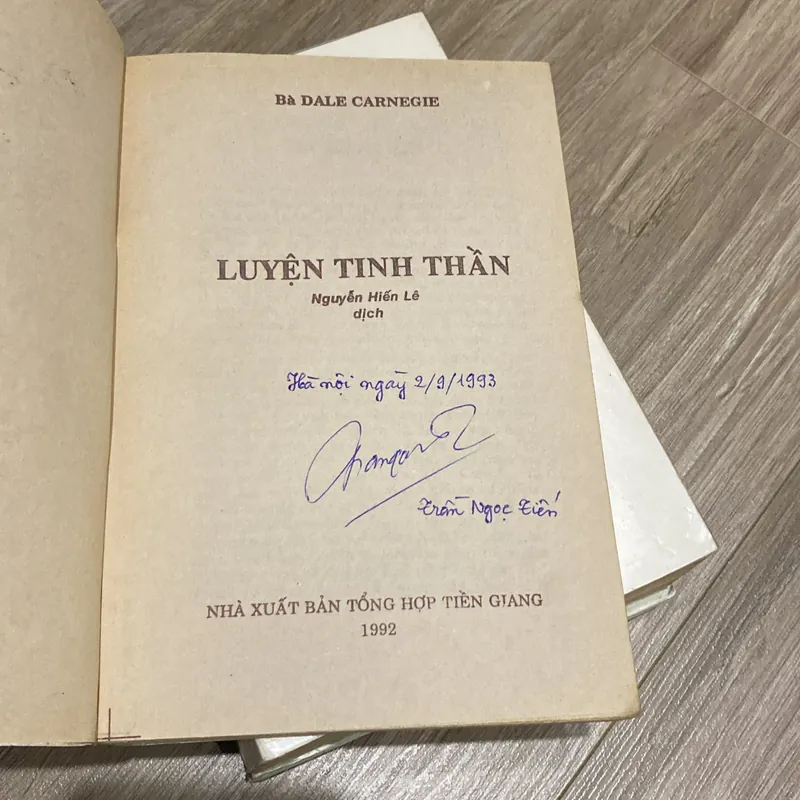 Bà DALE CARNEGIE
LUYỆN TINH THẦN
Nguyễn Hiến Lê
dịch
Hà nội ngày 2/9/1993
Trần Ngọc Tiến
NHÀ XUẤT BẢN TỔNG HỢP TIỀN GIANG
1992